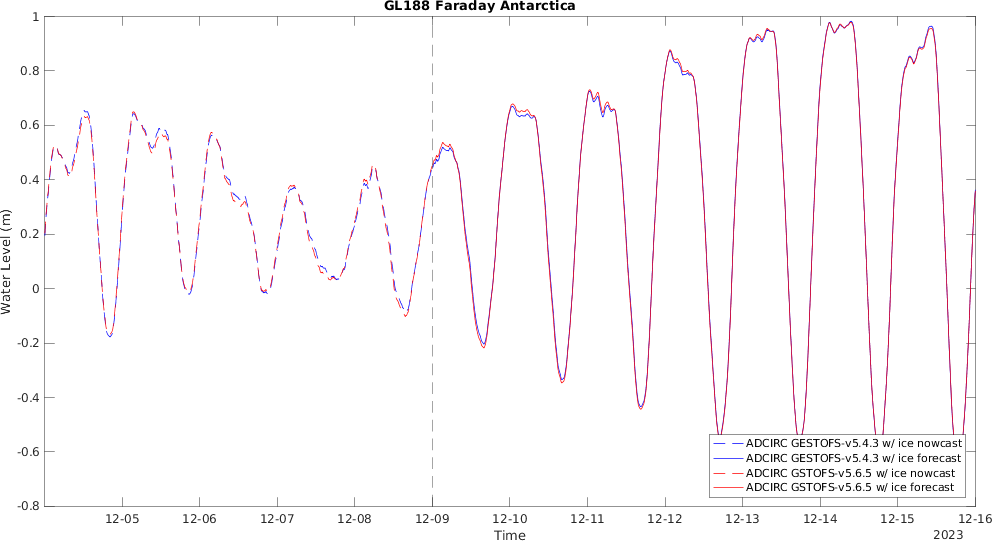 GL188 Faraday Antarctica
1
0.8
0.6
0.4
0.2
0
-0.2
-0.4
-0.6
-0.8
Water Level (m)
ADCIRC GESTOFS-v5.4.3 w/ ice nowcast
ADCIRC GESTOFS-v5.4.3 w/ ice forecast
ADCIRC GSTOFS-v5.6.5 w/ ice nowcast
ADCIRC GSTOFS-v5.6.5 w/ ice forecast
12-05 12-06 12-07 12-08 12-09 12-10 12-11 12-12 12-13 12-14 12-15 12-16
Time
2023